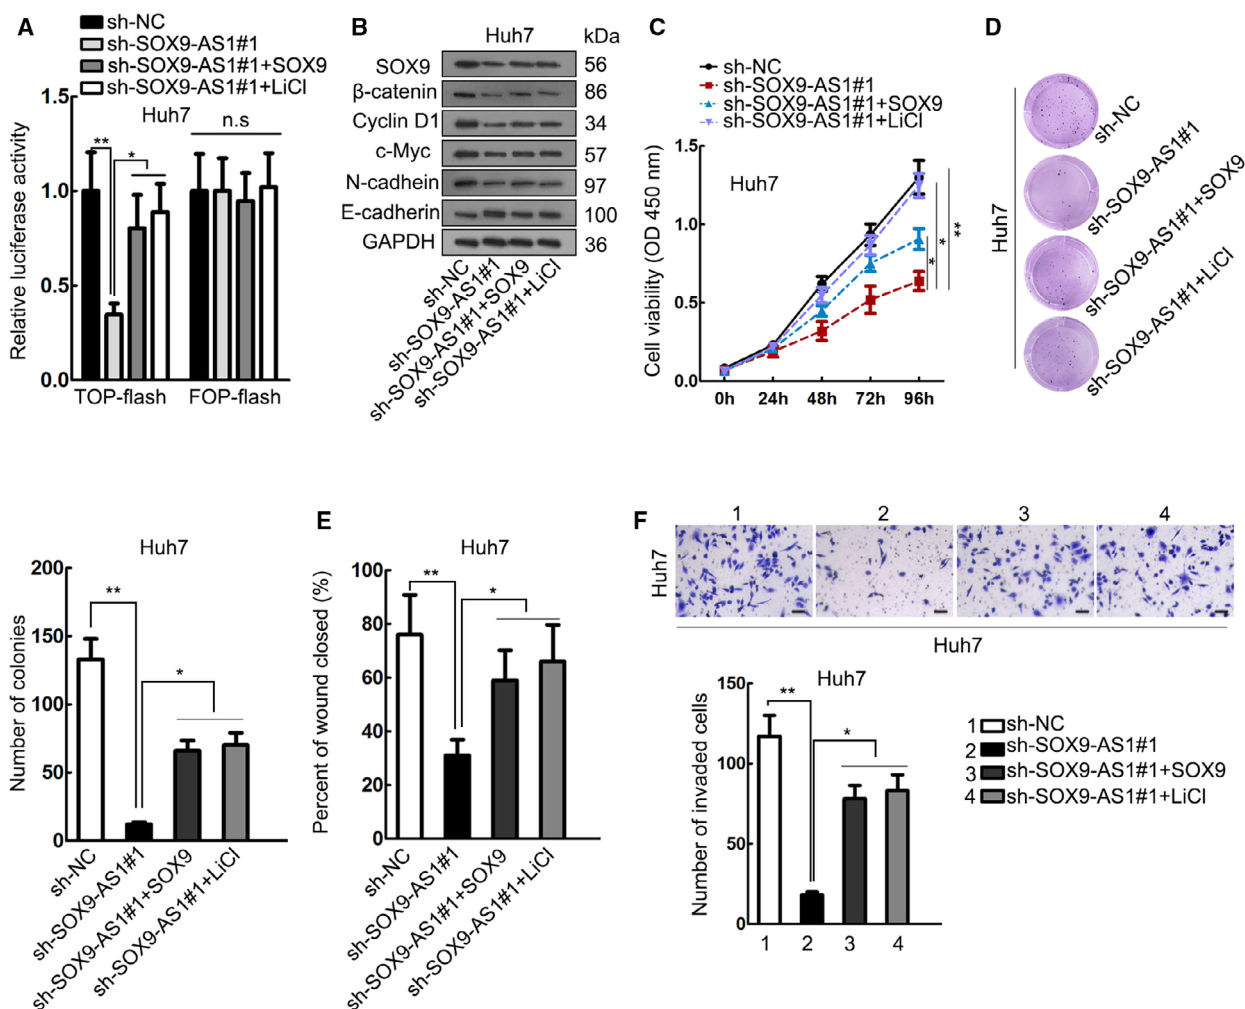 A
sh-NC
sh-SOX9-AS1#1
sh-SOX9-AS1#1+SOX9
sh-SOX9-AS1#1+LiCl
Huh7
n.s
**
*
1.5
1.0
0.5
0.0
Relative luciferase activity
TOP-flash
FOP-flash
B
Huh7
kDa
SOX9 56
β-catenin 86
Cyclin D1 34
c-Myc 57
N-cadhein 97
E-cadherin 100
GAPDH 36
sh-NC
sh-SOX9-AS1#1
sh-SOX9-AS1#1+SOX9
sh-SOX9-AS1#1+LiCl
C
sh-NC
sh-SOX9-AS1#1
sh-SOX9-AS1#1+SOX9
sh-SOX9-AS1#1+LiCl
Huh7
1.5
1.0
0.5
0.0
Cell viability (OD 450 nm)
0h 24h 48h 72h 96h
*
*
**
D
Huh7
sh-NC
sh-SOX9-AS1#1
sh-SOX9-AS1#1+SOX9
sh-SOX9-AS1#1+LiCl
Huh7
200
150
100
50
0
Number of colonies
**
*
sh-NC
sh-SOX9-AS1#1
sh-SOX9-AS1#1+SOX9
sh-SOX9-AS1#1+LiCl
E
Huh7
100
80
60
40
20
0
Percent of wound closed (%)
**
*
sh-NC
sh-SOX9-AS1#1
sh-SOX9-AS1#1+SOX9
sh-SOX9-AS1#1+LiCl
F
1 2 3 4
Huh7
Huh7
Huh7
150
100
50
0
Number of invaded cells
**
*
1 2 3 4
1 sh-NC
2 sh-SOX9-AS1#1
3 sh-SOX9-AS1#1+SOX9
4 sh-SOX9-AS1#1+LiCl